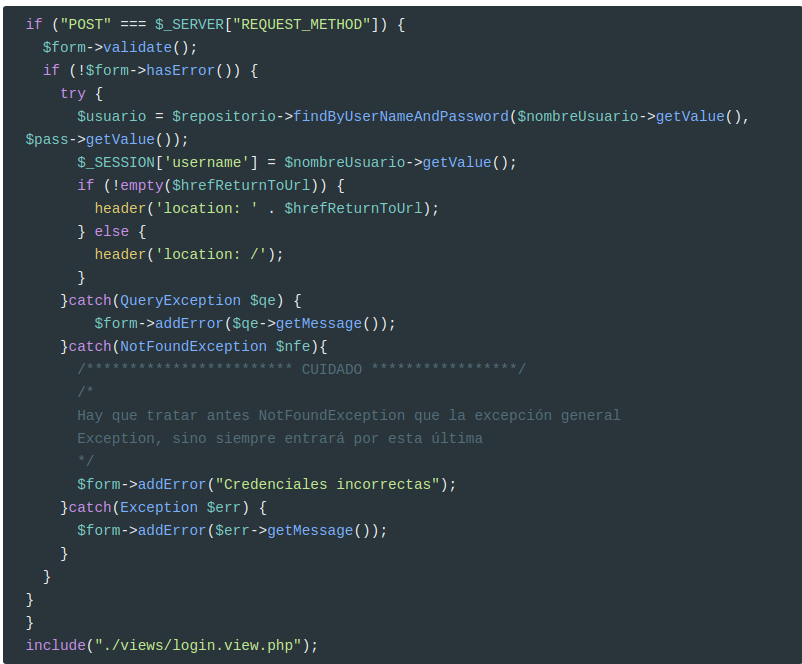 if ("POST" === $_SERVER["REQUEST_METHOD"]) {
  $form->validate();
  if (!$form->hasError()) {
    try {
      $usuario = $repositorio->findByUserNameAndPassword($nombreUsuario->getValue(),
$pass->getValue());
      $_SESSION['username'] = $nombreUsuario->getValue();
      if (!empty($hrefReturnToUrl)) {
        header('location: ' . $hrefReturnToUrl);
      } else {
        header('location: /');
      }
    }catch(QueryException $qe) {
        $form->addError($qe->getMessage());
    }catch(NotFoundException $nfe){
      /************************ CUIDADO *****************/
      /*
      Hay que tratar antes NotFoundException que la excepción general
      Exception, sino siempre entrará por esta última
      */
      $form->addError("Credenciales incorrectas");
    }catch(Exception $err) {
      $form->addError($err->getMessage());
    }
  }
}
}
include("./views/login.view.php");